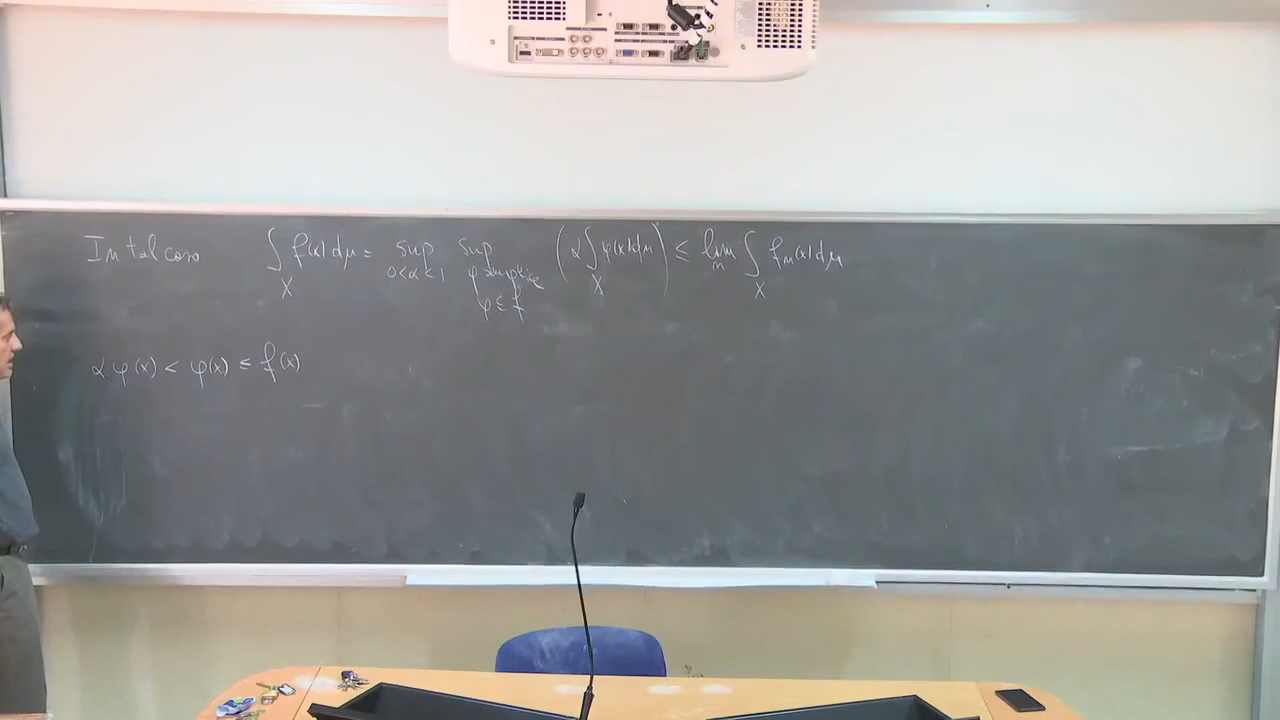 In tal caso ∫_X f(x)dμ = sup_{0<α<1} sup_{φ semplice, φ≤f} (α∫_X φ(x)dμ) ≤ lim_n ∫_X f_n(x)dμ
α φ(x) < φ(x) ≤ f(x)